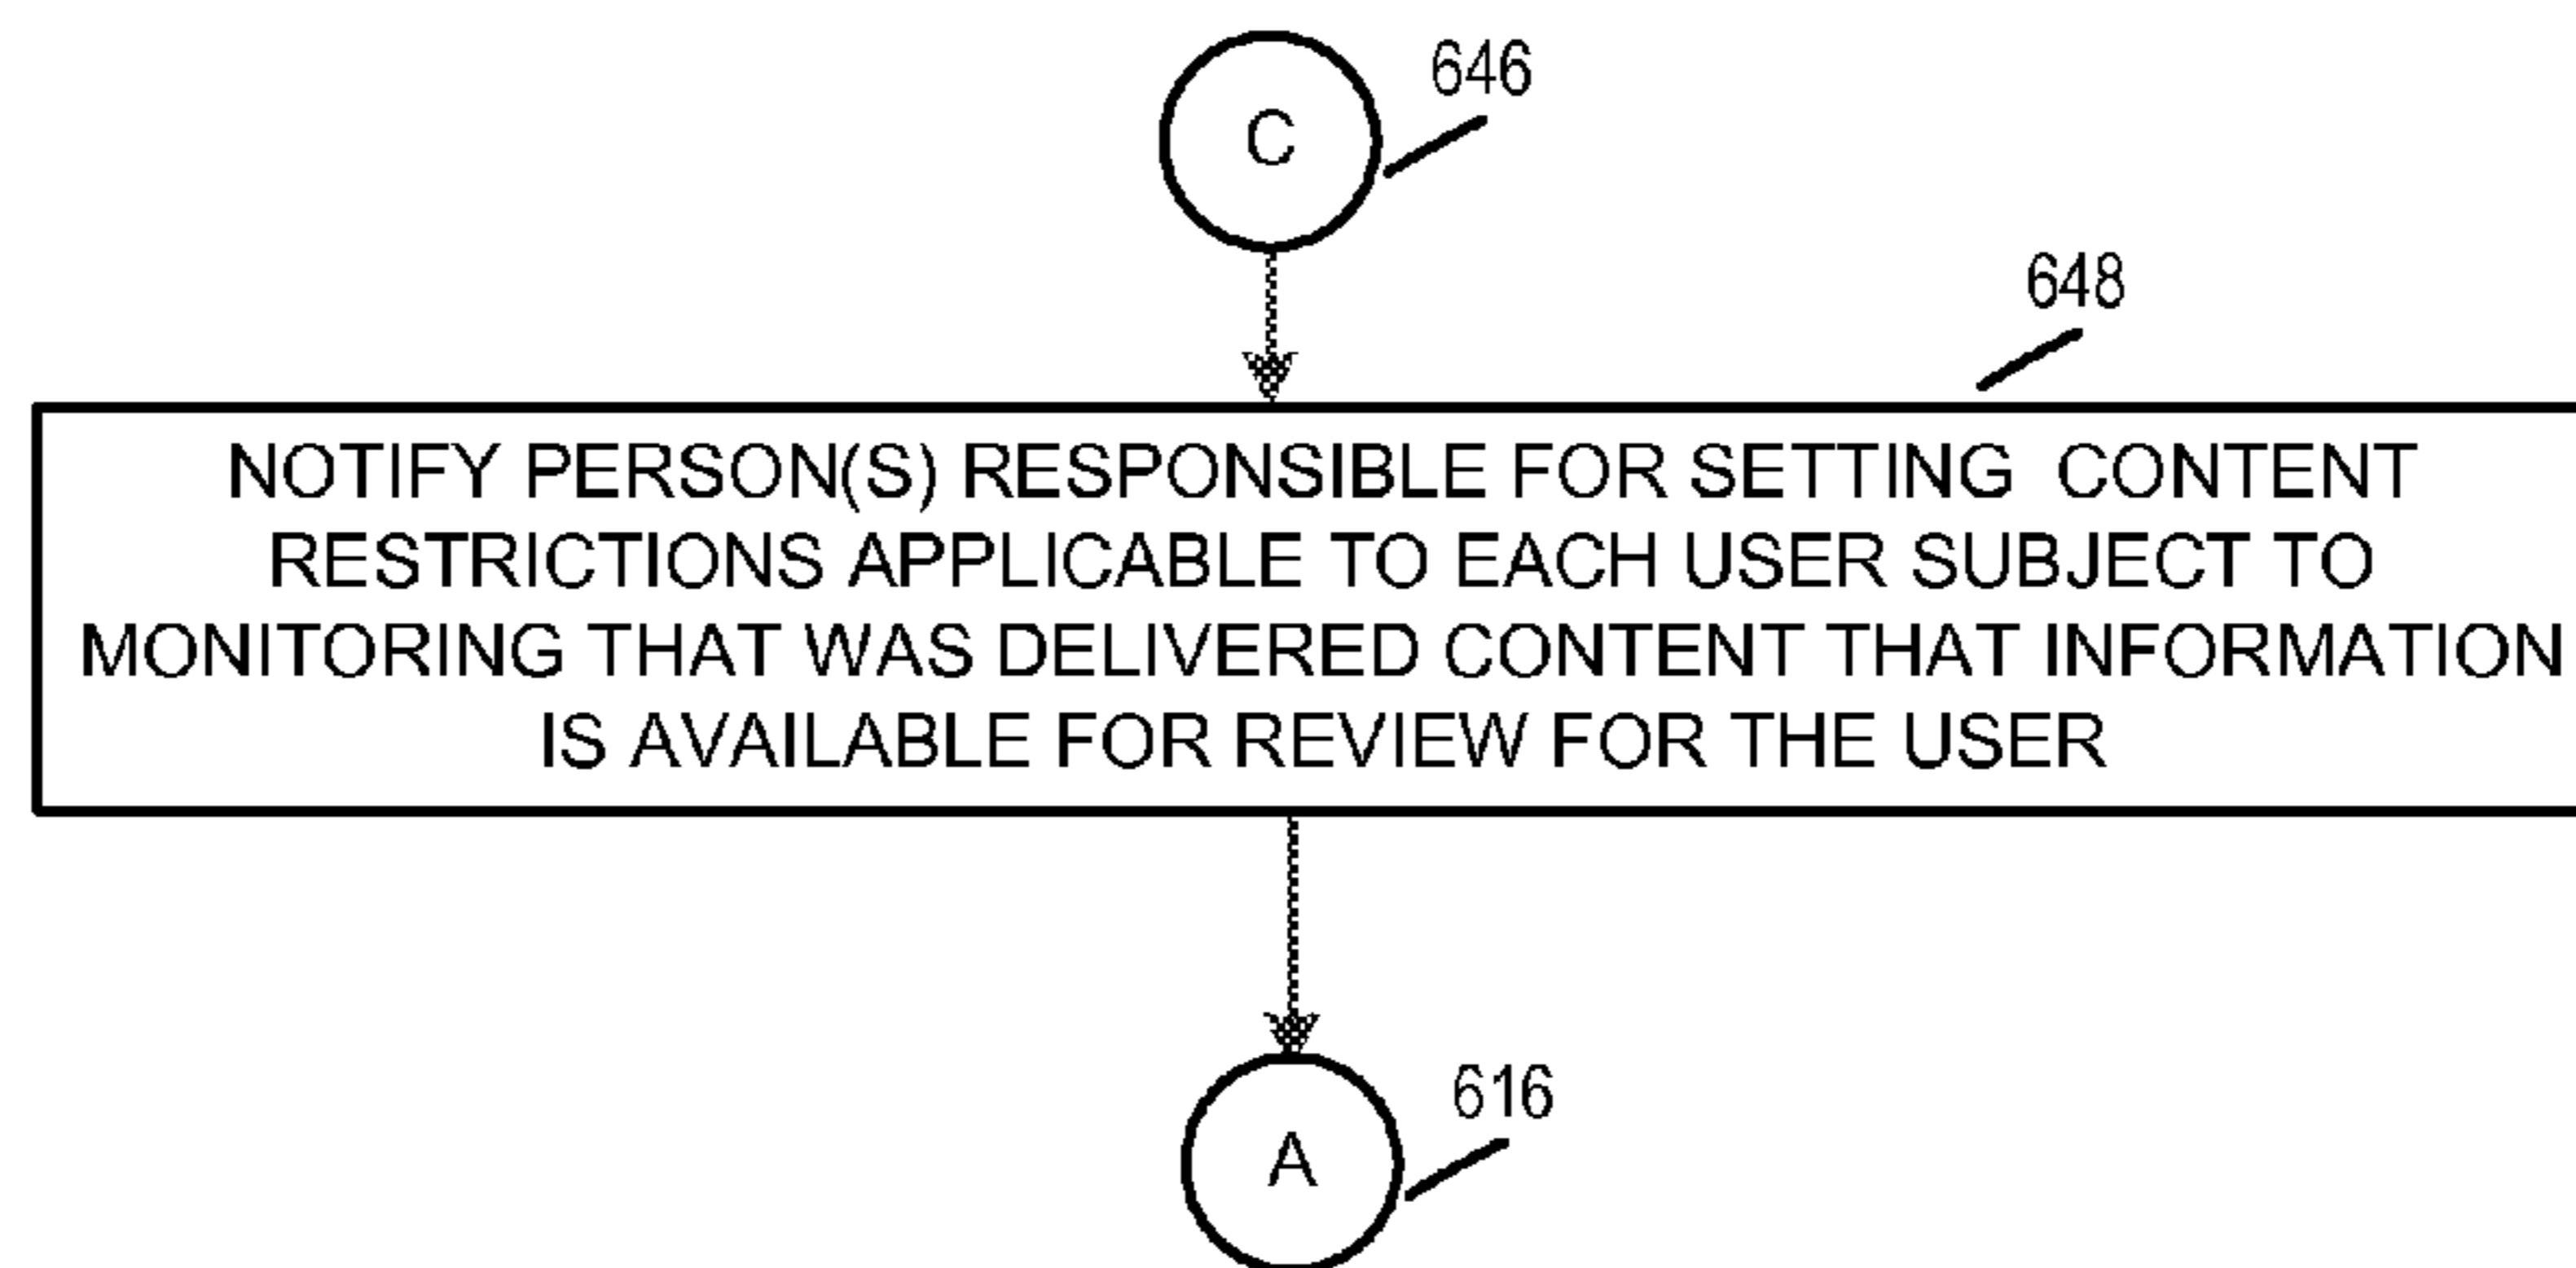 C
646
648
NOTIFY PERSON(S) RESPONSIBLE FOR SETTING CONTENT
RESTRICTIONS APPLICABLE TO EACH USER SUBJECT TO
MONITORING THAT WAS DELIVERED CONTENT THAT INFORMATION
IS AVAILABLE FOR REVIEW FOR THE USER
A
616